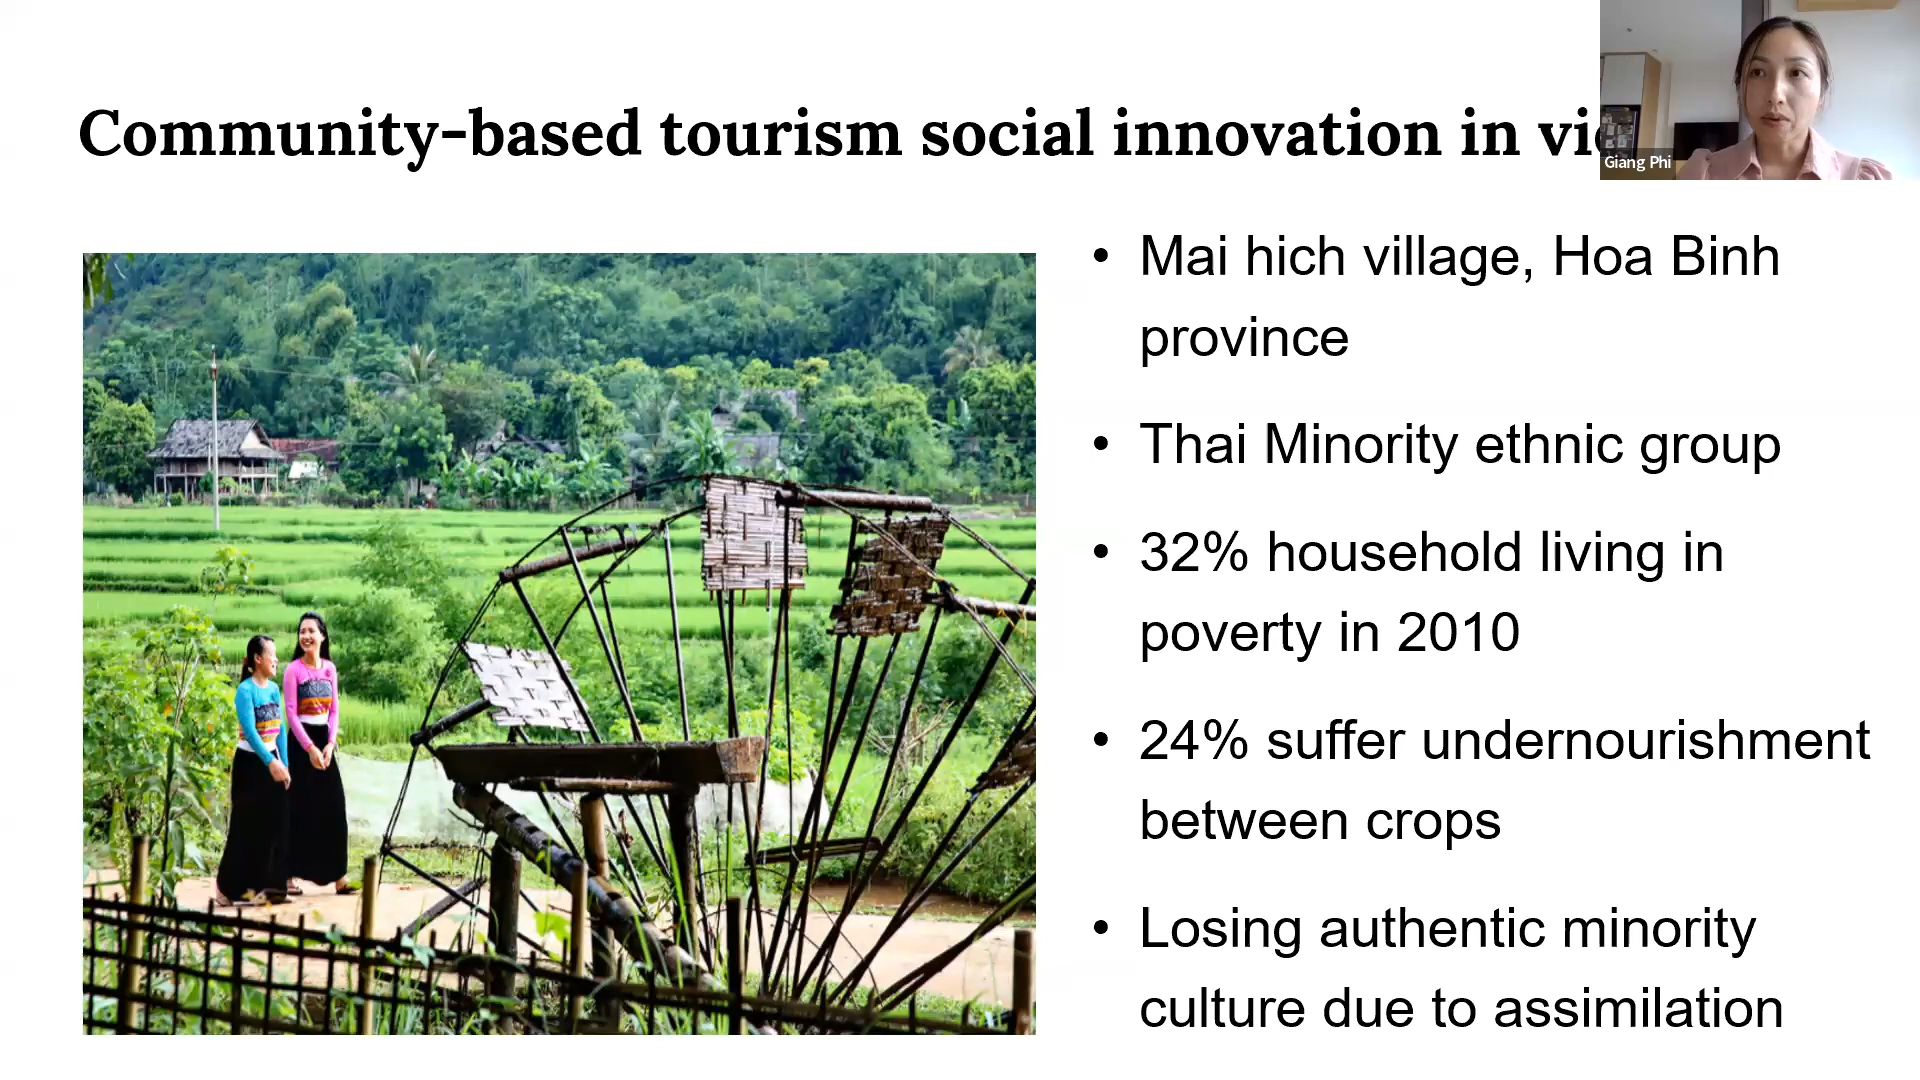 Community-based tourism social innovation in
Giang Phi
• Mai hich village, Hoa Binh
province
• Thai Minority ethnic group
• 32% household living in
poverty in 2010
• 24% suffer undernourishment
between crops
• Losing authentic minority
culture due to assimilation